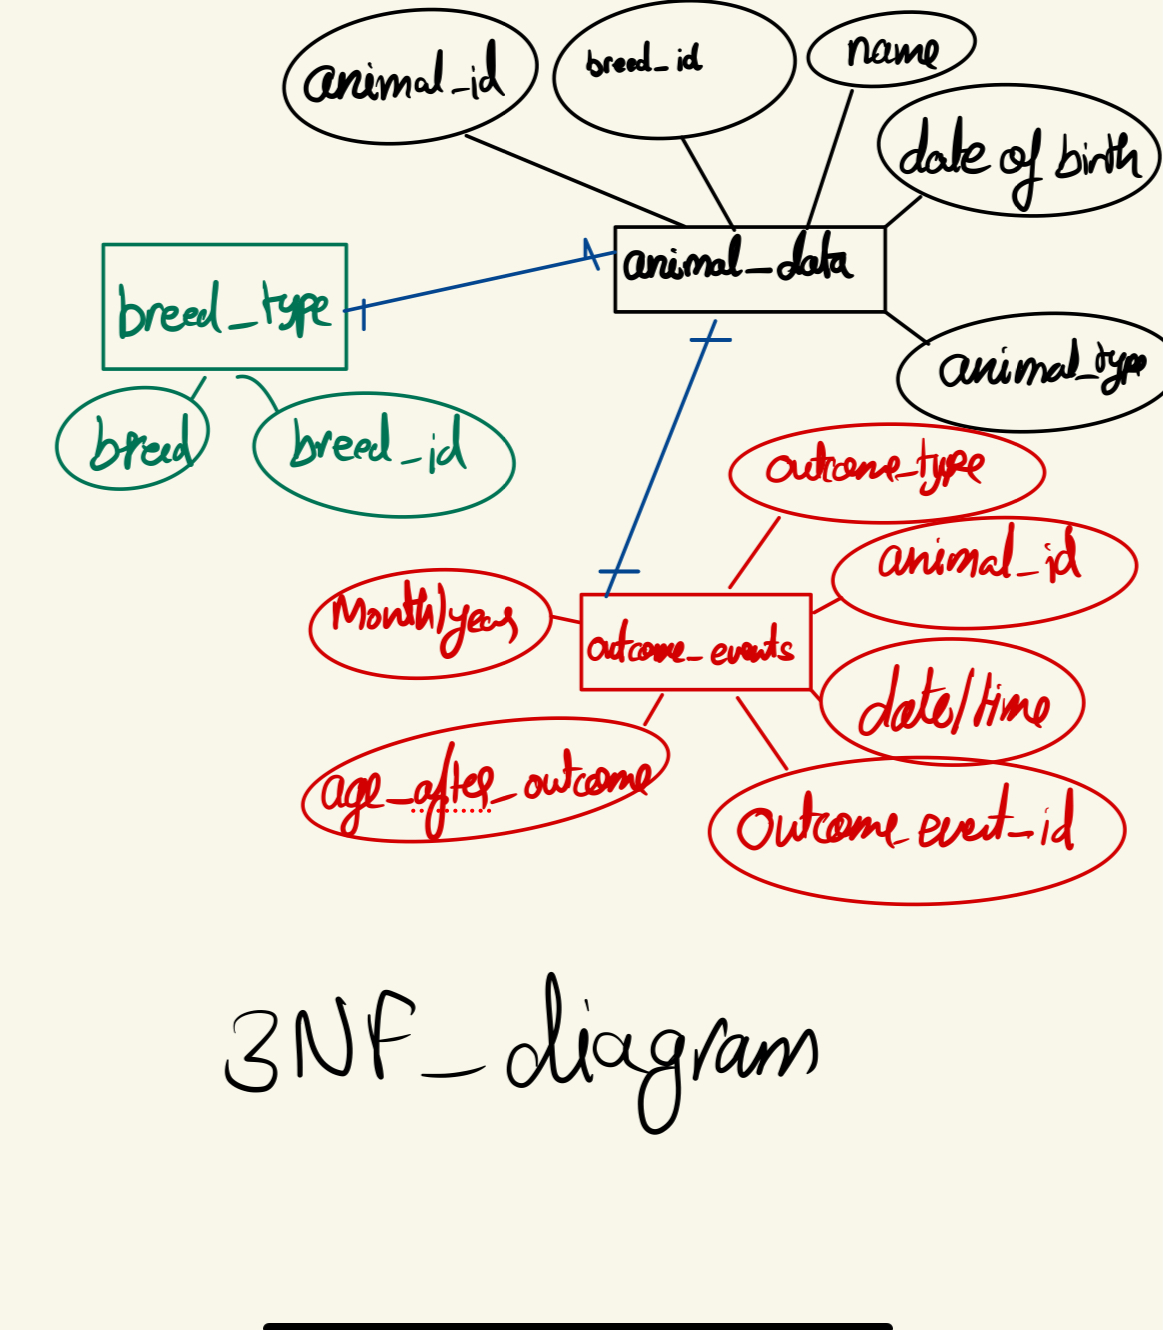 animal_id
breed_id
name
date of birth
animal_data
breed_type
animal_type
breed
breed_id
outcome_type
animal_id
Month/year
outcome_events
date/time
age_after_outcome
outcome_event_id
3NF_diagram